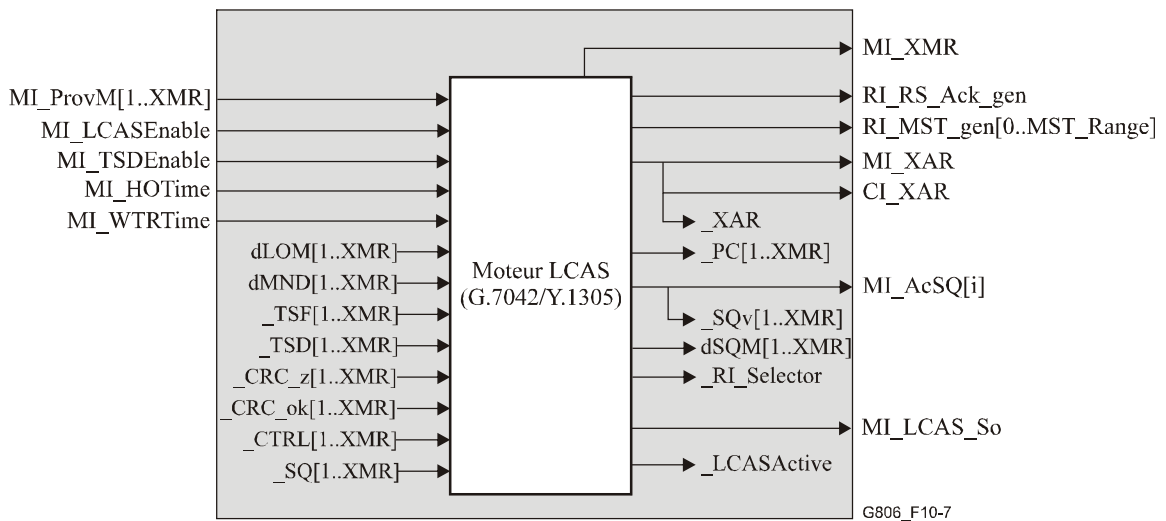 MI_ProvM[1..XMR]
MI_LCASEnable
MI_TSDEnable
MI_HOTime
MI_WTRTime
dLOM[1..XMR]
dMND[1..XMR]
_TSF[1..XMR]
_TSD[1..XMR]
_CRC_z[1..XMR]
_CRC_ok[1..XMR]
_CTRL[1..XMR]
_SQ[1..XMR]
Moteur LCAS
(G.7042/Y.1305)
MI_XMR
RI_RS_Ack_gen
RI_MST_gen[0..MST_Range]
MI_XAR
CI_XAR
_XAR
_PC[1..XMR]
MI_AcSQ[i]
_SQv[1..XMR]
dSQM[1..XMR]
_RI_Selector
MI_LCAS_So
_LCASActive
G806_F10-7